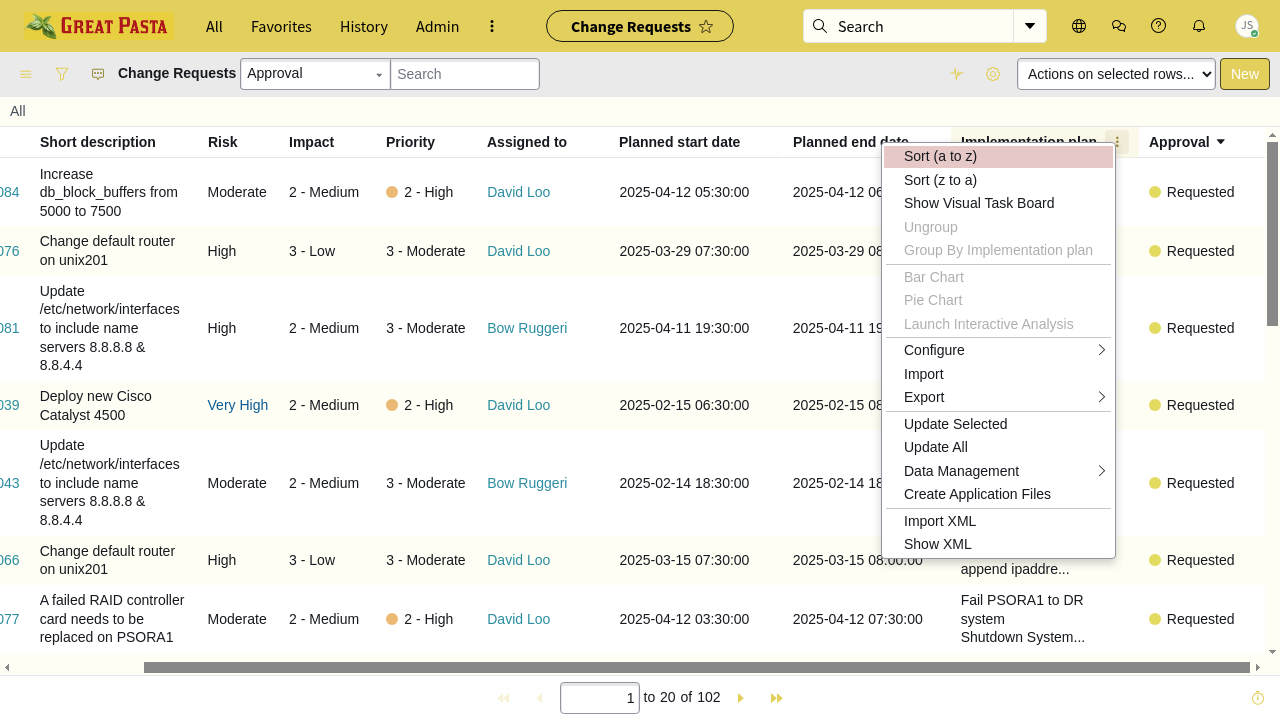 GREAT PASTA All Favorites History Admin Change Requests Search JS
Change Requests Approval Search Actions on selected rows... New
All
Short description Risk Impact Priority Assigned to Planned start date Planned end date Implementation plan Approval
084 Increase db_block_buffers from 5000 to 7500 Moderate 2 - Medium 2 - High David Loo 2025-04-12 05:30:00 2025-04-12 06 Requested
076 Change default router on unix201 High 3 - Low 3 - Moderate David Loo 2025-03-29 07:30:00 2025-03-29 08 Requested
081 Update /etc/network/interfaces to include name servers 8.8.8.8 & 8.8.4.4 High 2 - Medium 3 - Moderate Bow Ruggeri 2025-04-11 19:30:00 2025-04-11 19 Requested
039 Deploy new Cisco Catalyst 4500 Very High 2 - Medium 2 - High David Loo 2025-02-15 06:30:00 2025-02-15 08 Requested
043 Update /etc/network/interfaces to include name servers 8.8.8.8 & 8.8.4.4 Moderate 2 - Medium 3 - Moderate Bow Ruggeri 2025-02-14 18:30:00 2025-02-14 18 Requested
066 Change default router on unix201 High 3 - Low 3 - Moderate David Loo 2025-03-15 07:30:00 2025-03-15 08:00:00 append ipaddre... Requested
077 A failed RAID controller card needs to be replaced on PSORA1 Moderate 2 - Medium 2 - High David Loo 2025-04-12 03:30:00 2025-04-12 07:30:00 Fail PSORA1 to DR system Shutdown System... Requested
Sort (a to z)
Sort (z to a)
Show Visual Task Board
Ungroup
Group By Implementation plan
Bar Chart
Pie Chart
Launch Interactive Analysis
Configure
Import
Export
Update Selected
Update All
Data Management
Create Application Files
Import XML
Show XML
1 to 20 of 102